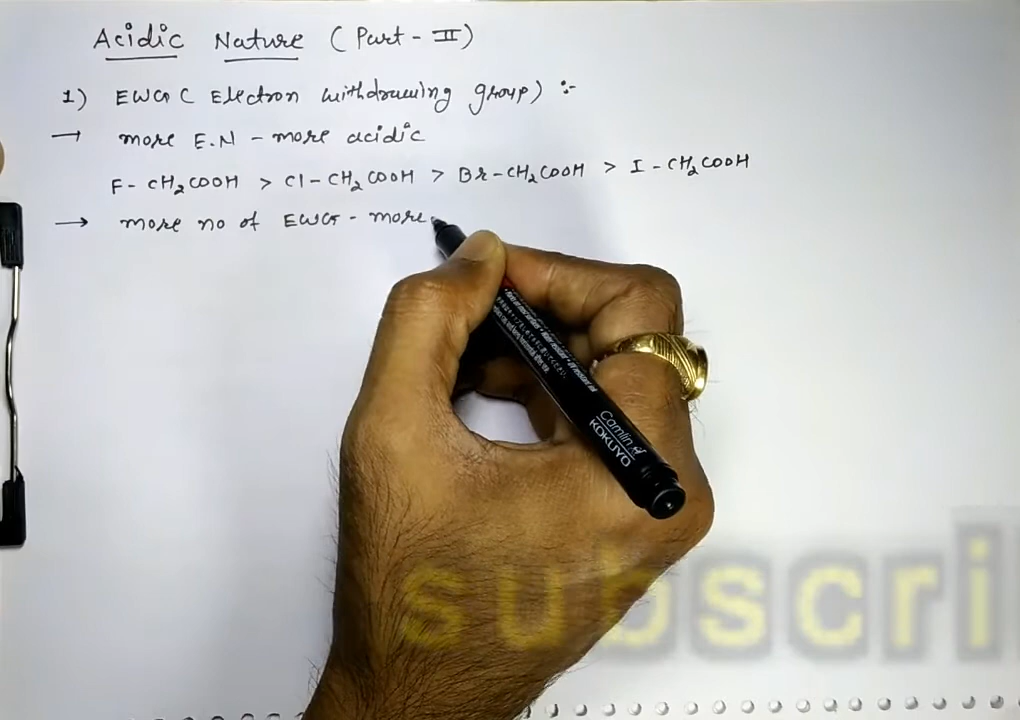 Acidic Nature (Part - II)
1) EWG ( Electron withdrawing group) :-
→ more E.N - more acidic
F - CH₂COOH > Cl - CH₂COOH > Br - CH₂COOH > I - CH₂COOH
→ more no of EWG - more
Camlin
KOKUYO
subscri